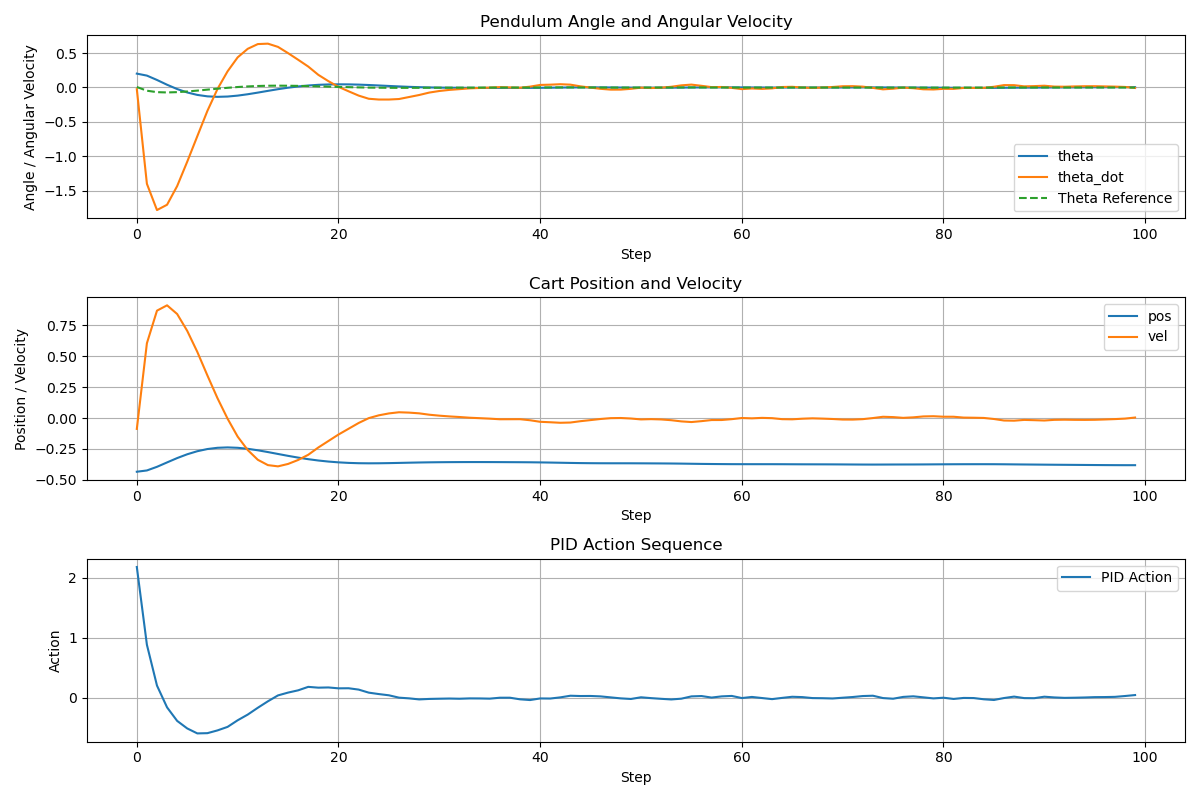 Pendulum Angle and Angular Velocity
Angle / Angular Velocity
0.5
0.0
−0.5
−1.0
−1.5
theta
theta_dot
Theta Reference
0 20 40 60 80 100
Step
Cart Position and Velocity
Position / Velocity
0.75
0.50
0.25
0.00
−0.25
−0.50
pos
vel
0 20 40 60 80 100
Step
PID Action Sequence
Action
2
1
0
PID Action
0 20 40 60 80 100
Step